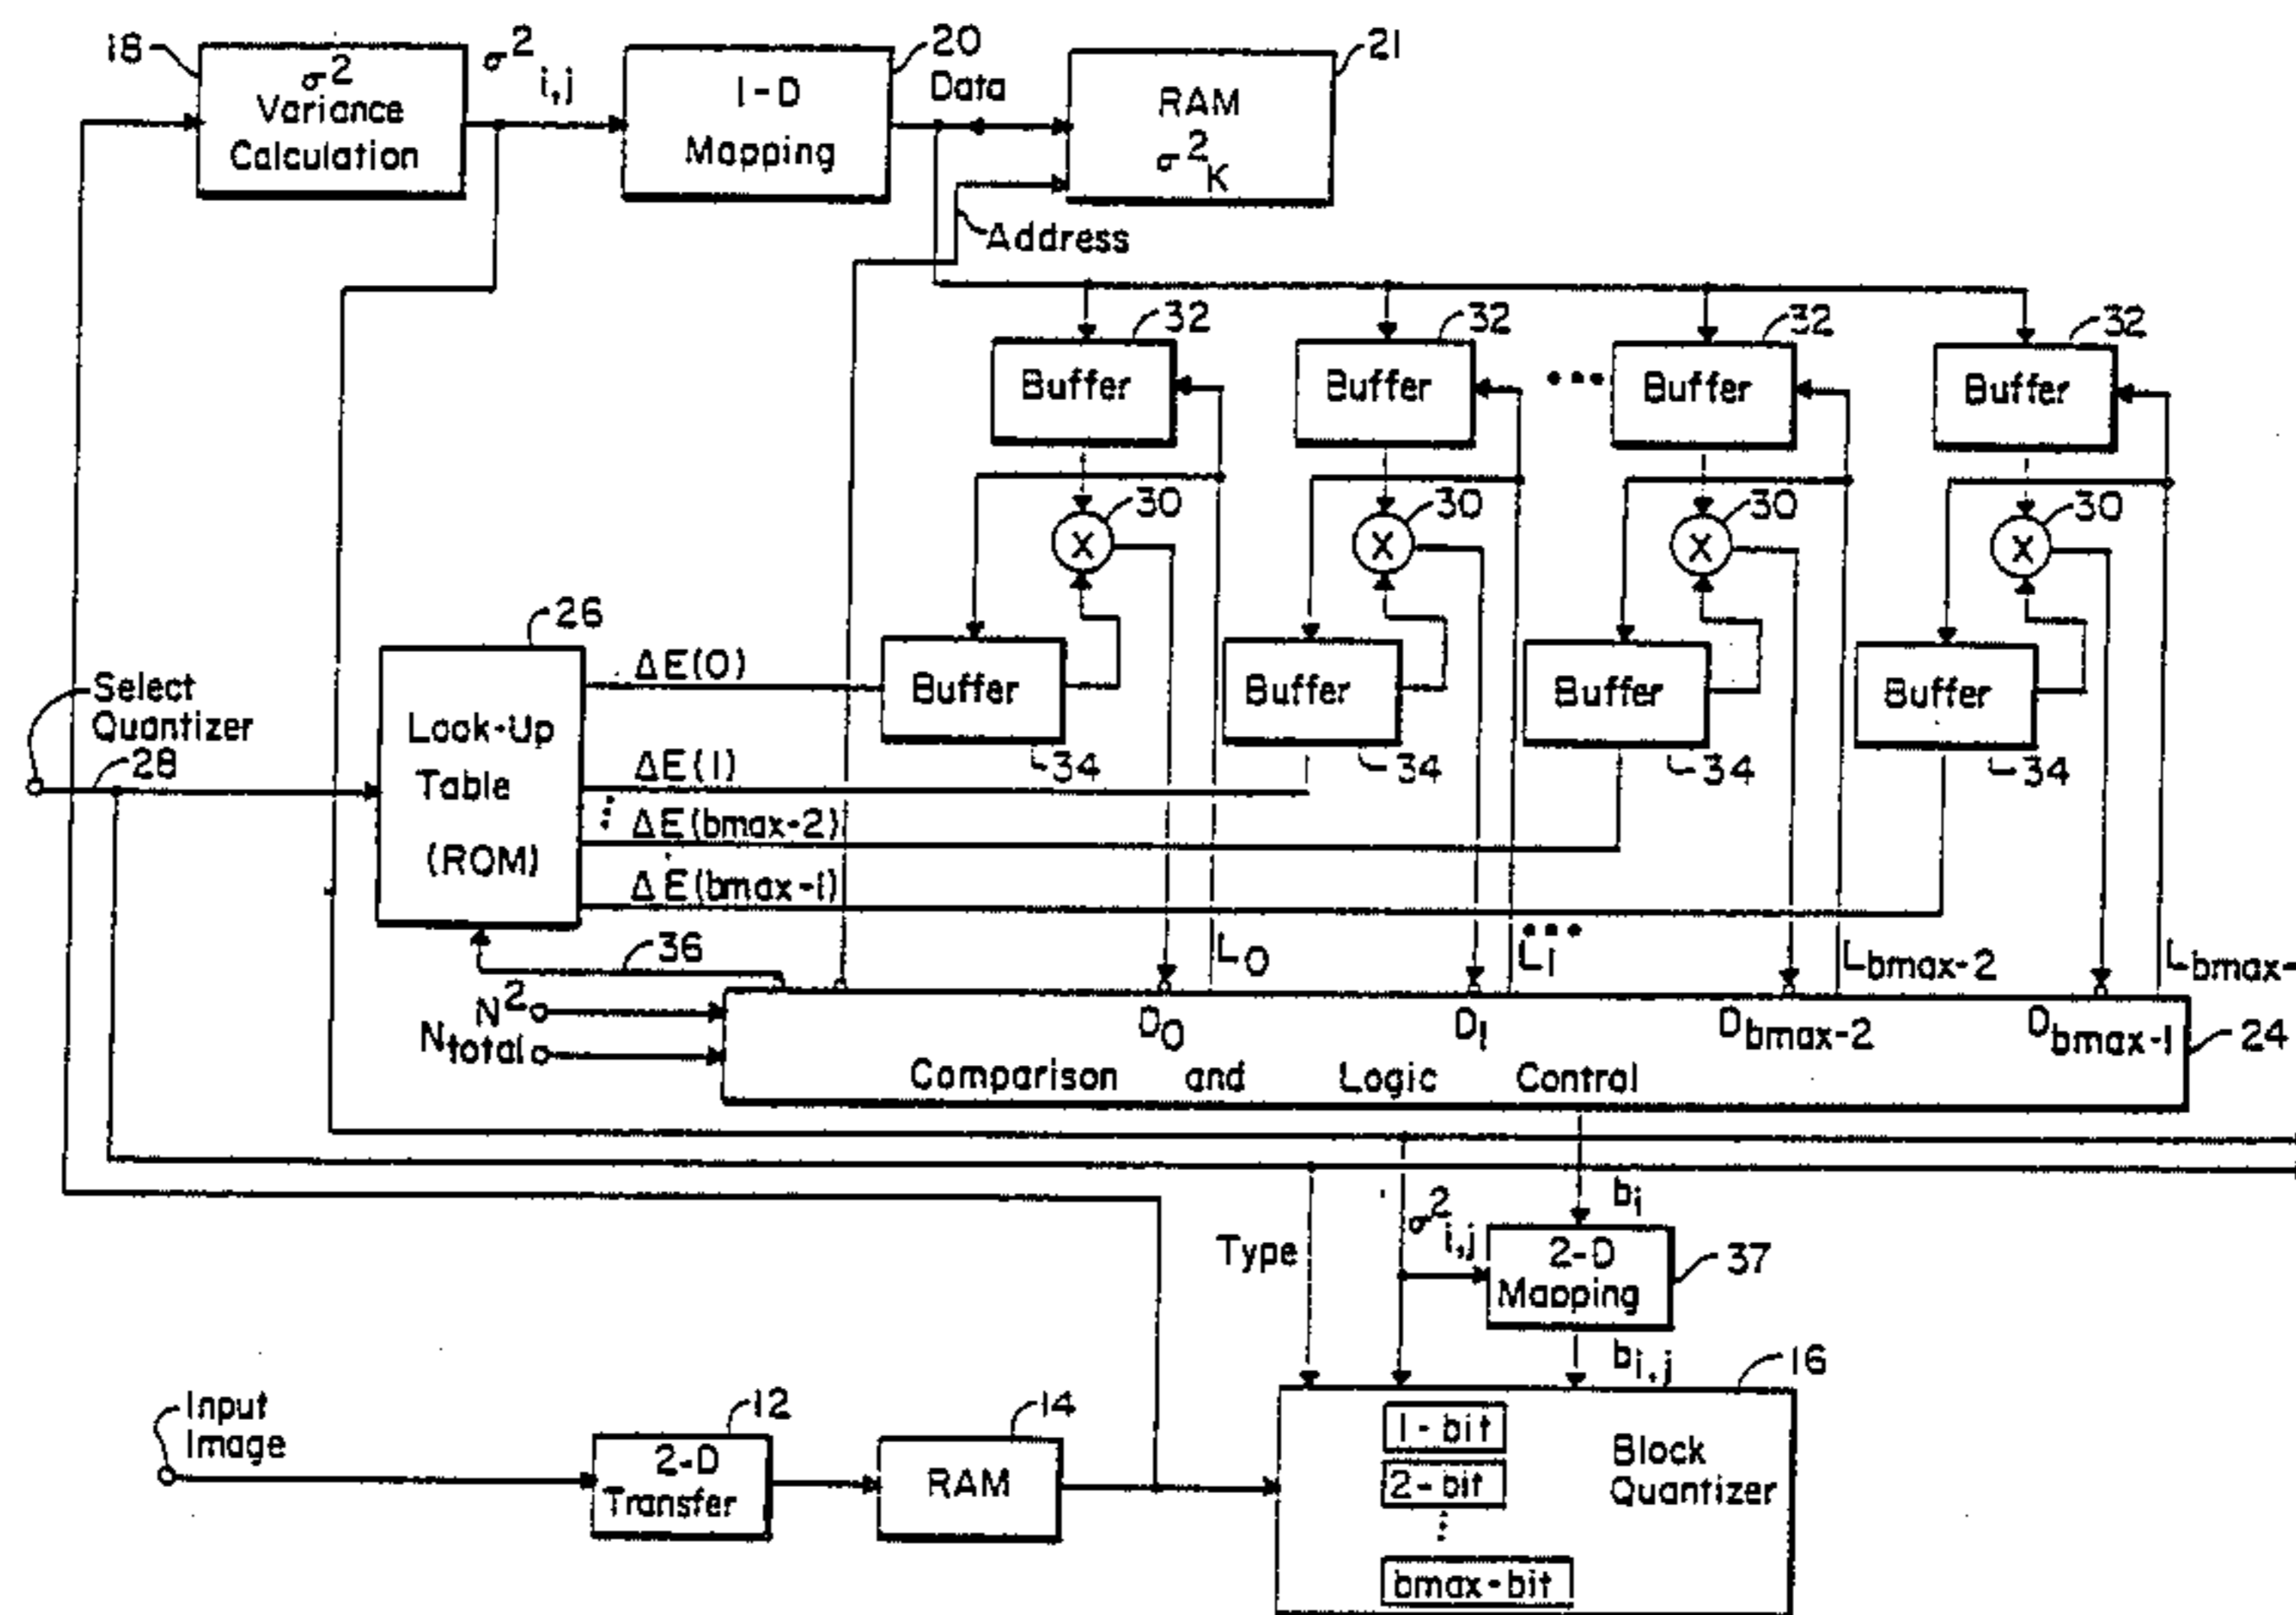 18
σ²
Variance
Calculation
σ² i,j
1-D
Mapping
20
Data
RAM
σ²K
21
Address
32
Buffer
32
Buffer
•••
32
Buffer
32
Buffer
30
X
30
X
30
X
30
X
26
Look-Up
Table
(ROM)
Select
Quantizer
28
ΔE(0)
ΔE(1)
⋮
ΔE(bmax-2)
ΔE(bmax-1)
Buffer
34
Buffer
34
Buffer
34
Buffer
34
36
L0
L1
•••
Lbmax-2
Lbmax-
N²
Ntotal
D0
D1
Dbmax-2
Dbmax-1
24
Comparison and Logic Control
Type
σ²i,j
bi
2-D
Mapping
37
bi,j
Input
Image
12
2-D
Transfer
14
RAM
16
1-bit
2-bit
⋮
bmax-bit
Block
Quantizer